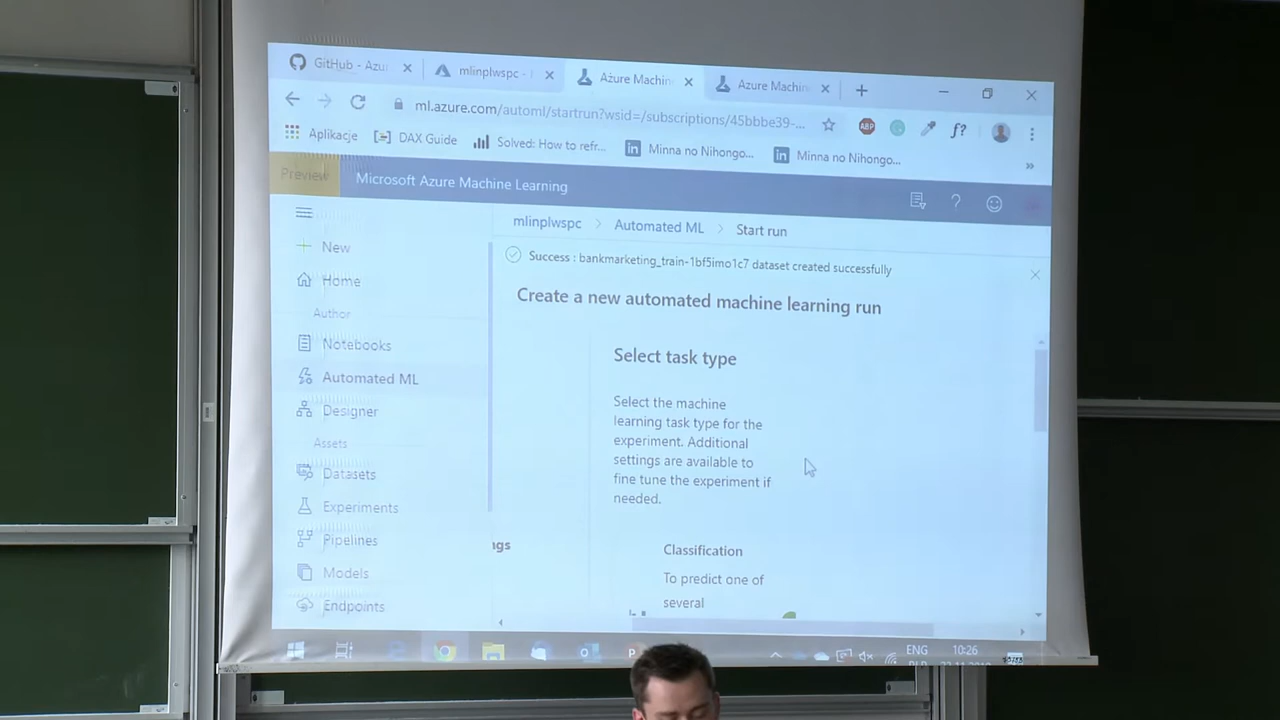 GitHub - Azu
mlinplwspc -
Azure Machin
Azure Machin
ml.azure.com/automl/startrun?wsid=/subscriptions/45bbbe39-...
ABP
f?
Aplikacje
DAX Guide
Solved: How to refr...
Minna no Nihongo...
Minna no Nihongo...
»
Preview
Microsoft Azure Machine Learning
?
New
Home
Author
Notebooks
Automated ML
Designer
Assets
Datasets
Experiments
Pipelines
Models
Endpoints
mlinplwspc > Automated ML > Start run
Success : bankmarketing_train-1bf5imo1c7 dataset created successfully
Create a new automated machine learning run
ngs
Select task type
Select the machine
learning task type for the
experiment. Additional
settings are available to
fine tune the experiment if
needed.
Classification
To predict one of
several
ENG
10:26